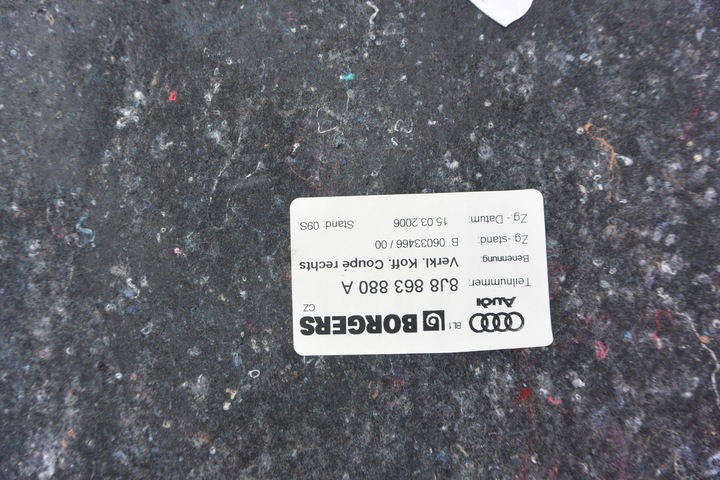 Audi BL1 BORGERS CZ
Teilnummer: 8J8 863 880 A
Benennung: Verkl. Koff. Coupé rechts
Zg.-stand: B 06033466 / 00
Zg.- Datum: 15.03.2006 Stand: 09S